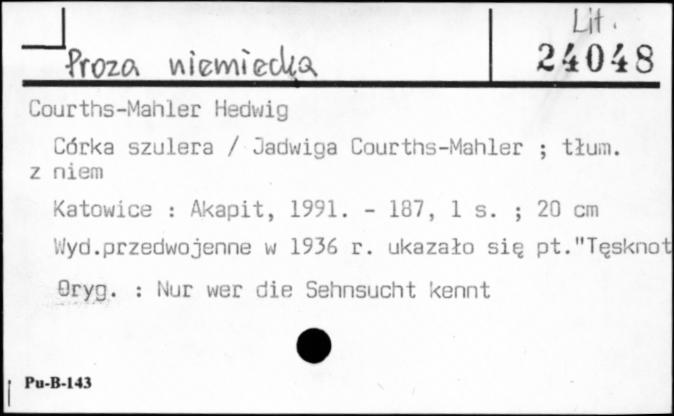 Lit.
Proza niemiecka
24048
Courths-Mahler Hedwig
Córka szulera / Jadwiga Courths-Mahler ; tłum.
z niem
Katowice : Akapit, 1991. - 187, 1 s. ; 20 cm
Wyd.przedwojenne w 1936 r. ukazało się pt."Tęsknot
Oryg. : Nur wer die Sehnsucht kennt
Pu-B-143